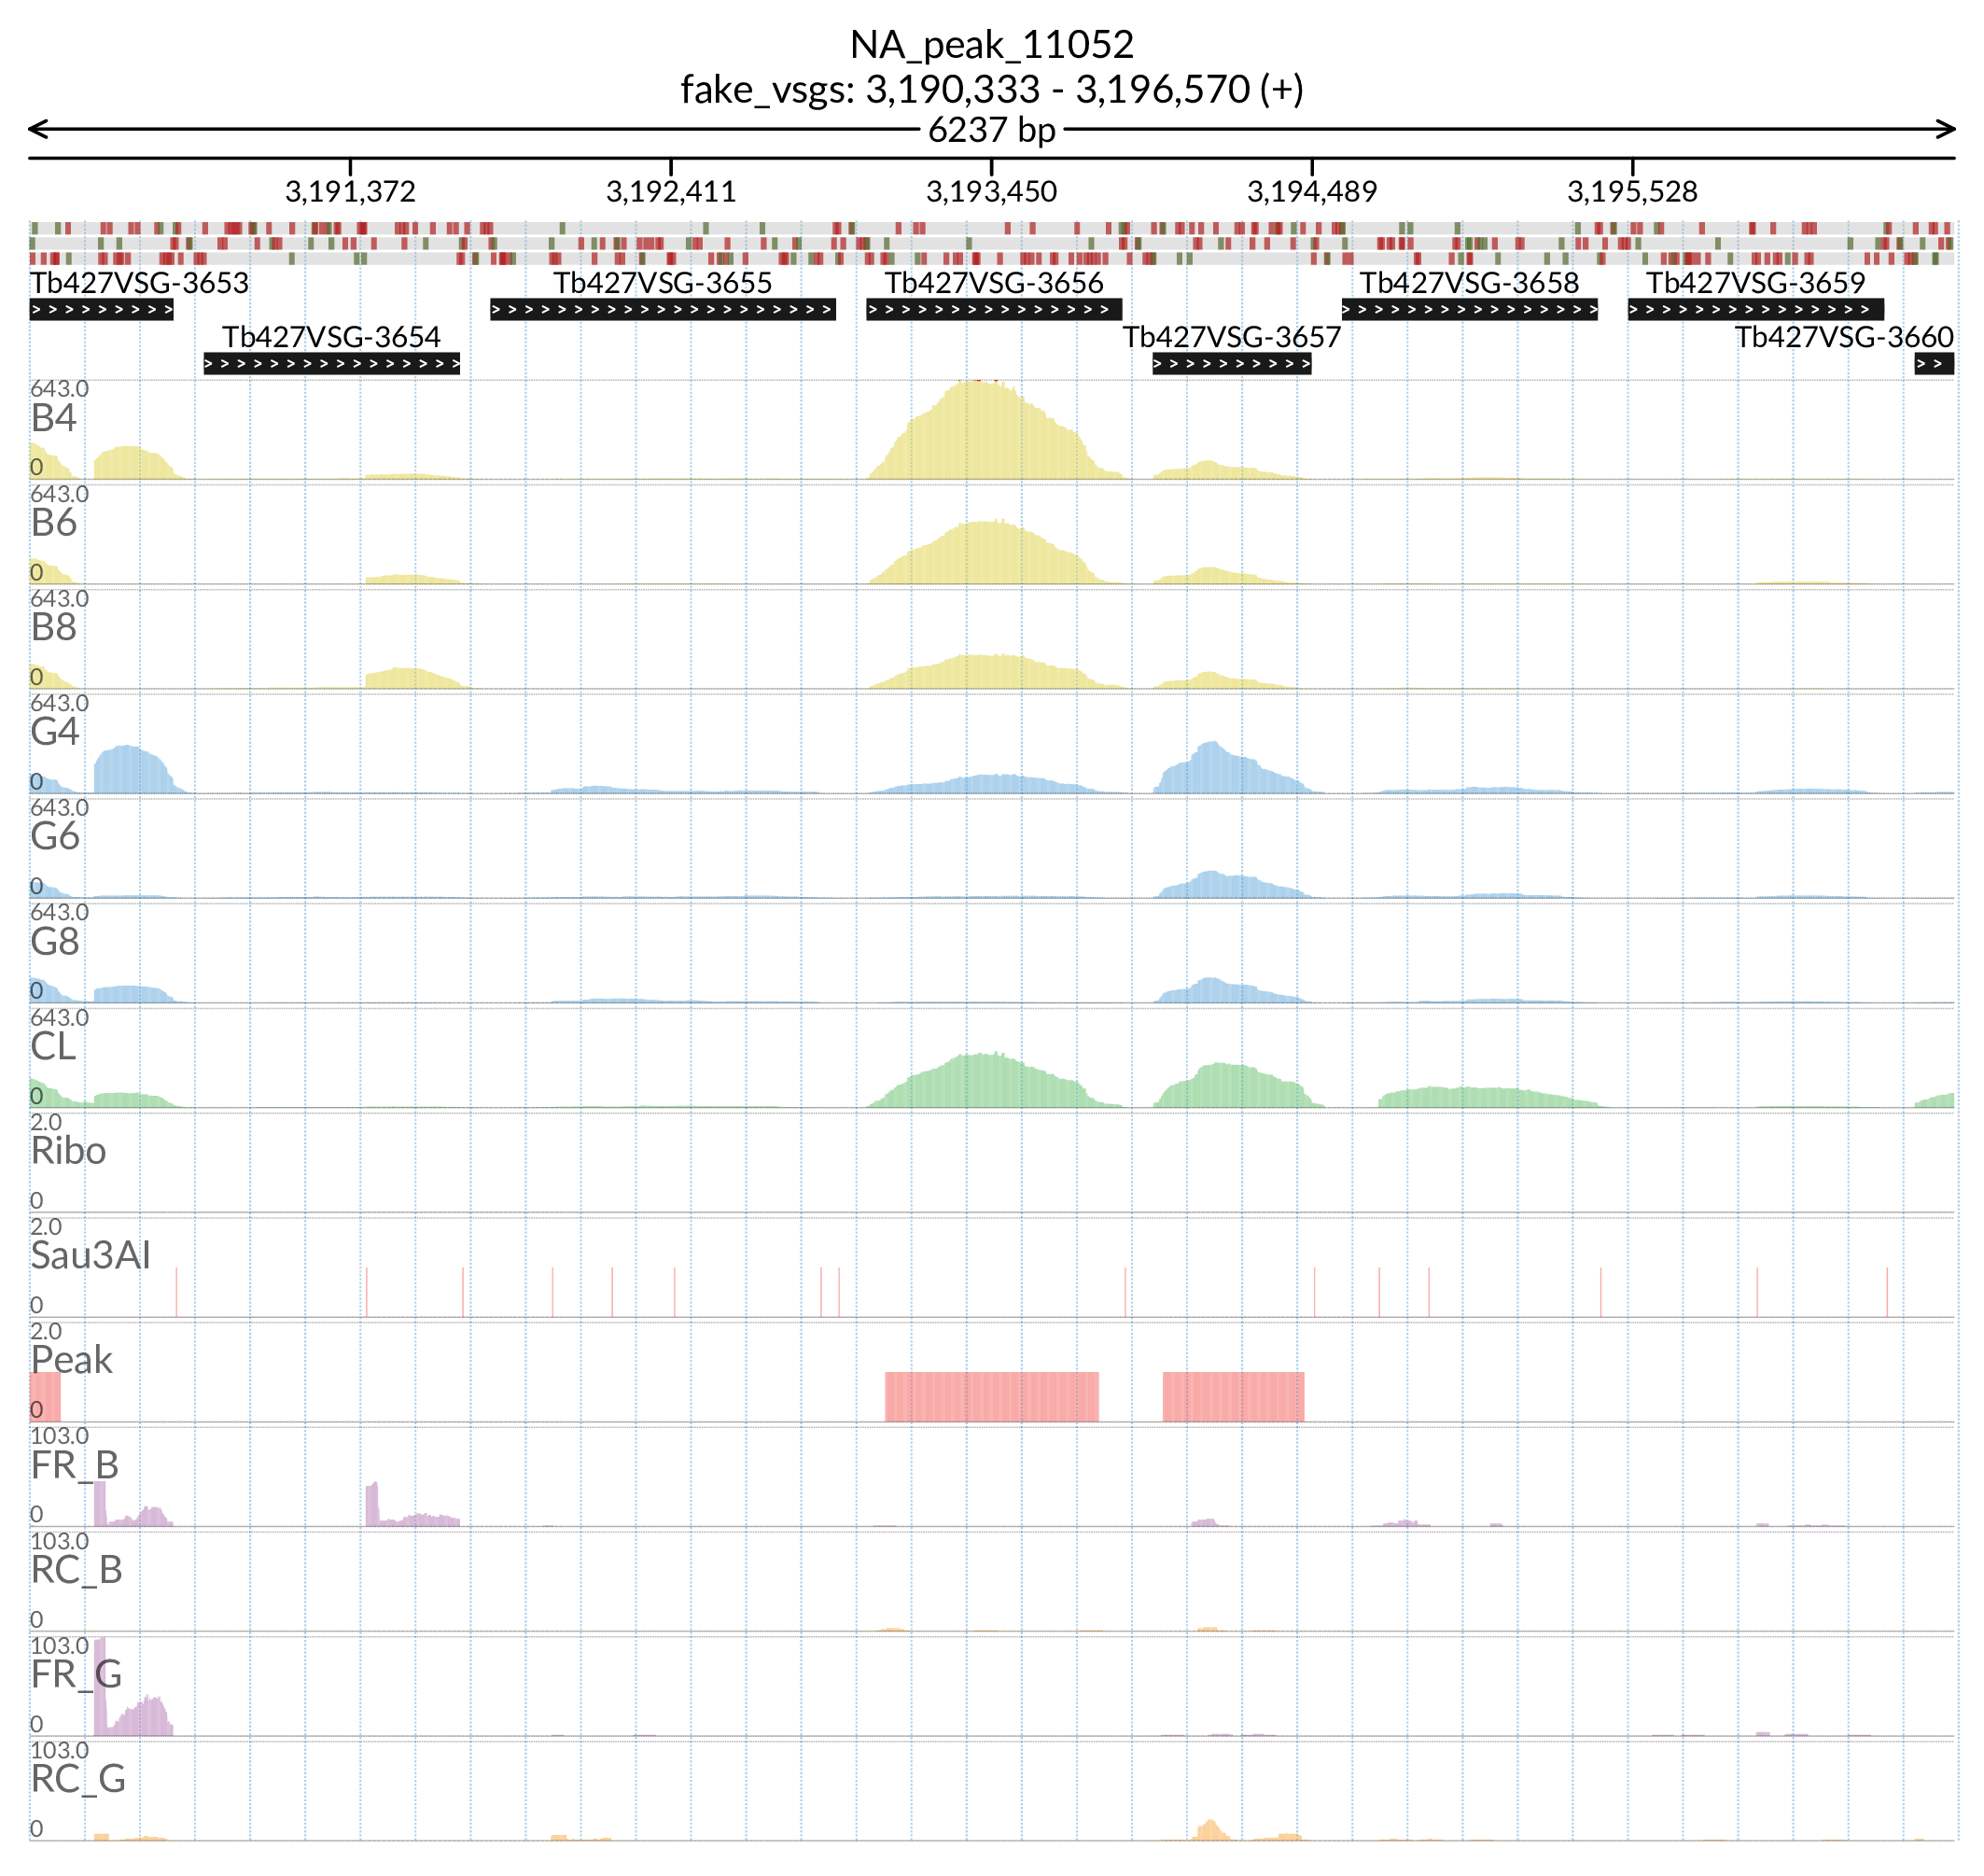 NA_peak_11052
fake_vsgs: 3,190,333 - 3,196,570 (+)
6237 bp
3,191,372 3,192,411 3,193,450 3,194,489 3,195,528
Tb427VSG-3653 Tb427VSG-3655 Tb427VSG-3656 Tb427VSG-3658 Tb427VSG-3659
Tb427VSG-3654 Tb427VSG-3657 Tb427VSG-3660
643.0
B4
0
643.0
B6
0
643.0
B8
0
643.0
G4
0
643.0
G6
0
643.0
G8
0
643.0
CL
0
2.0
Ribo
0
2.0
Sau3AI
0
2.0
Peak
0
103.0
FR_B
0
103.0
RC_B
0
103.0
FR_G
0
103.0
RC_G
0